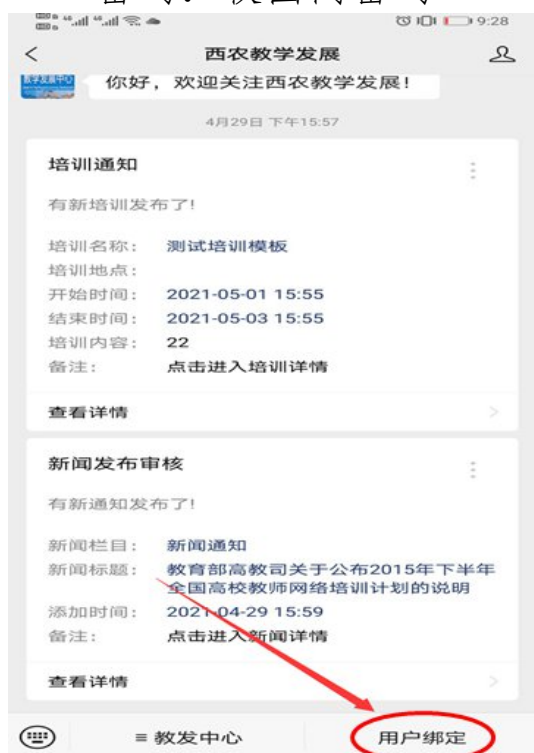 9:28
西农教学发展
你好，欢迎关注西农教学发展！
4月29日 下午15:57
培训通知
有新培训发布了!
培训名称： 测试培训模板
培训地点：
开始时间： 2021-05-01 15:55
结束时间： 2021-05-03 15:55
培训内容： 22
备注： 点击进入培训详情
查看详情
新闻发布审核
有新通知发布了!
新闻栏目： 新闻通知
新闻标题： 教育部高教司关于公布2015年下半年
全国高校教师网络培训计划的说明
添加时间： 2021-04-29 15:59
备注： 点击进入新闻详情
查看详情
≡ 教发中心 用户绑定